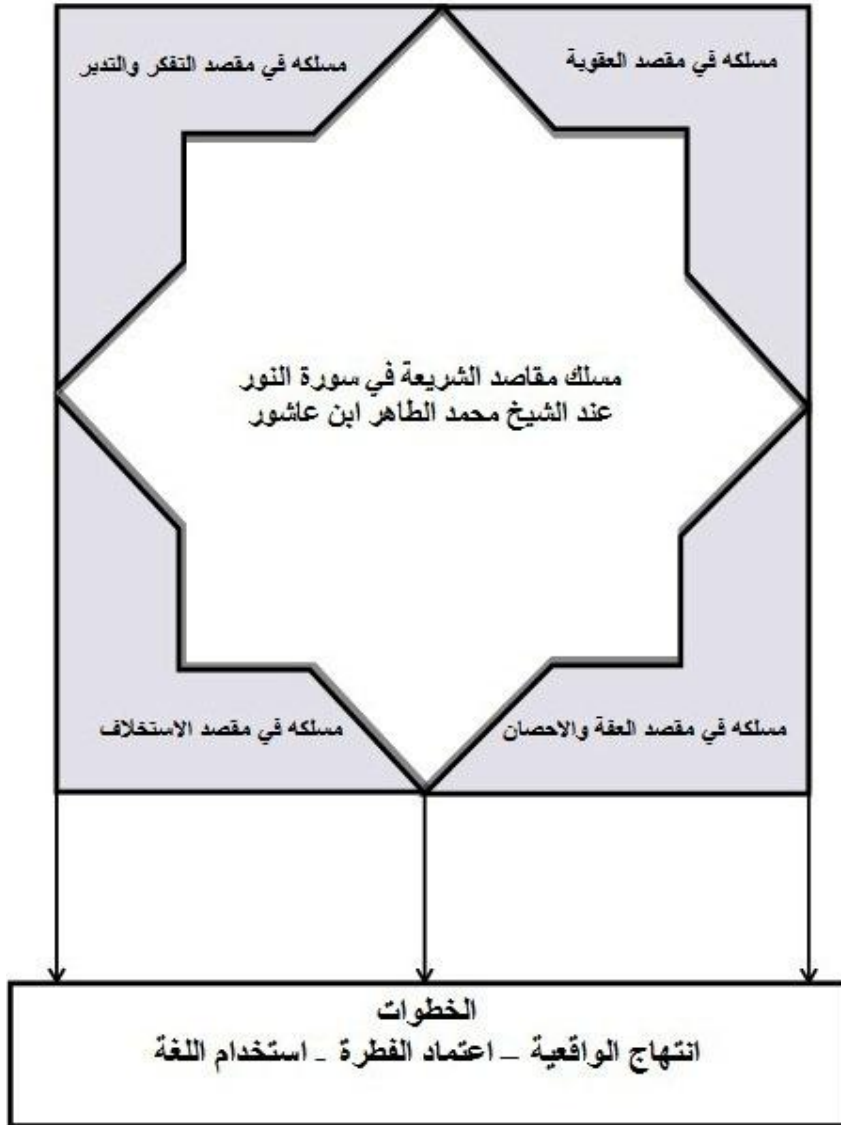 مسلكه في مقصد العقوبة
مسلكه في مقصد التفكر والتدبر
مسلك مقاصد الشريعة في سورة النور
عند الشيخ محمد الطاهر ابن عاشور
مسلكه في مقصد العفة والاحصان
مسلكه في مقصد الاستخلاف
الخطوات
انتهاج الواقعية – اعتماد الفطرة - استخدام اللغة